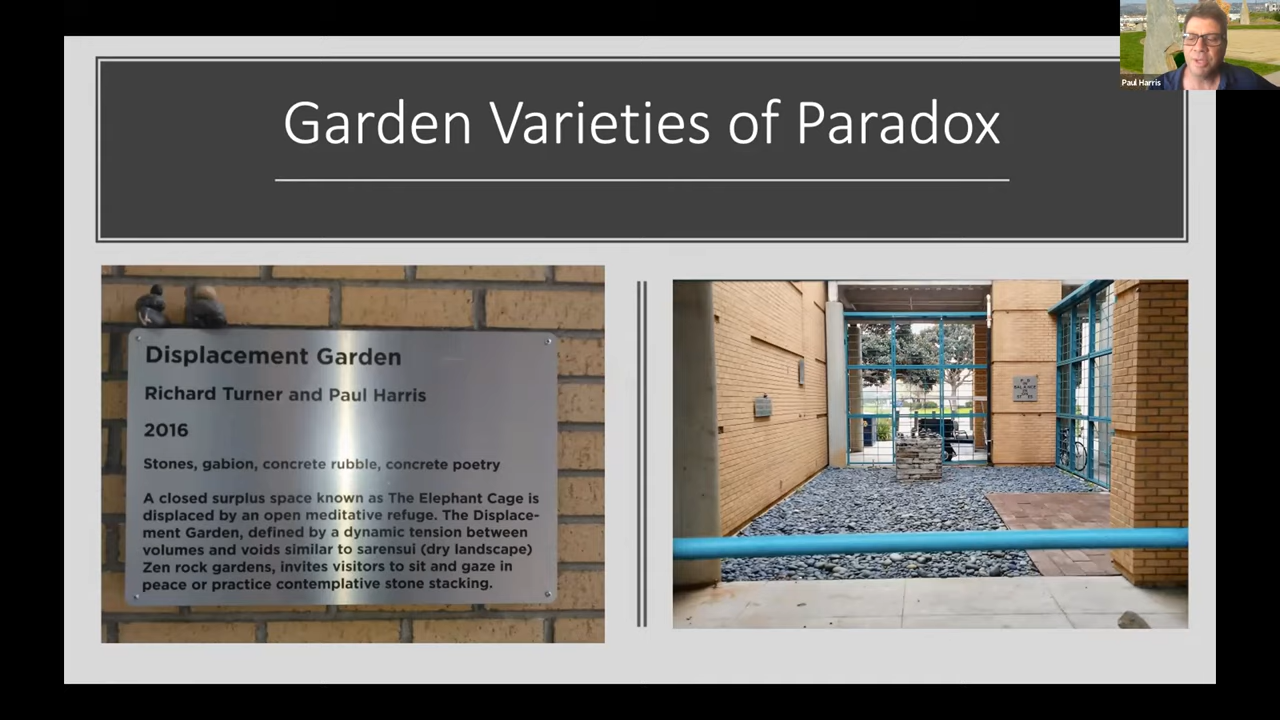 Paul Harris
Garden Varieties of Paradox
Displacement Garden
Richard Turner and Paul Harris
2016
Stones, gabion, concrete rubble, concrete poetry
A closed surplus space known as The Elephant Cage is
displaced by an open meditative refuge. The Displace-
ment Garden, defined by a dynamic tension between
volumes and voids similar to sarensui (dry landscape)
Zen rock gardens, invites visitors to sit and gaze in
peace or practice contemplative stone stacking.